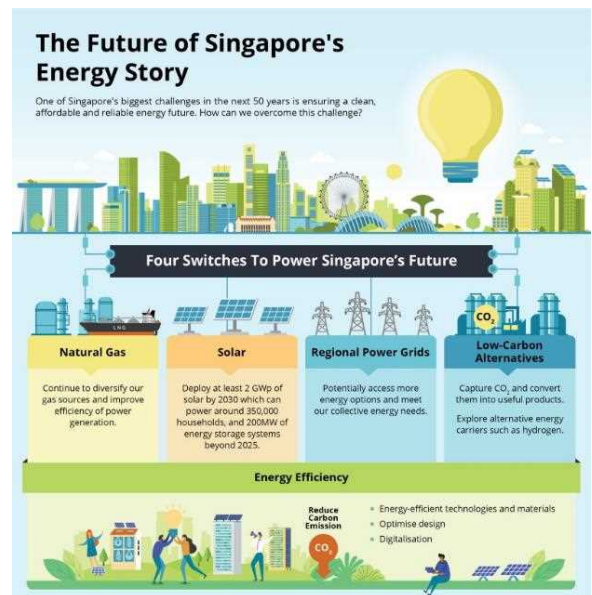 The Future of Singapore's
Energy Story
One of Singapore's biggest challenges in the next 50 years is ensuring a clean,
affordable and reliable energy future. How can we overcome this challenge?
Four Switches To Power Singapore's Future
LNG
CO₂
Natural Gas
Continue to diversify our
gas sources and improve
efficiency of power
generation.
Solar
Deploy at least 2 GWp of
solar by 2030 which can
power around 350,000
households, and 200MW of
energy storage systems
beyond 2025.
Regional Power Grids
Potentially access more
energy options and meet
our collective energy needs.
Low-Carbon
Alternatives
Capture CO₂ and convert
them into useful products.
Explore alternative energy
carriers such as hydrogen.
Energy Efficiency
Reduce
Carbon
Emission
CO₂
Energy-efficient technologies and materials
Optimise design
Digitalisation